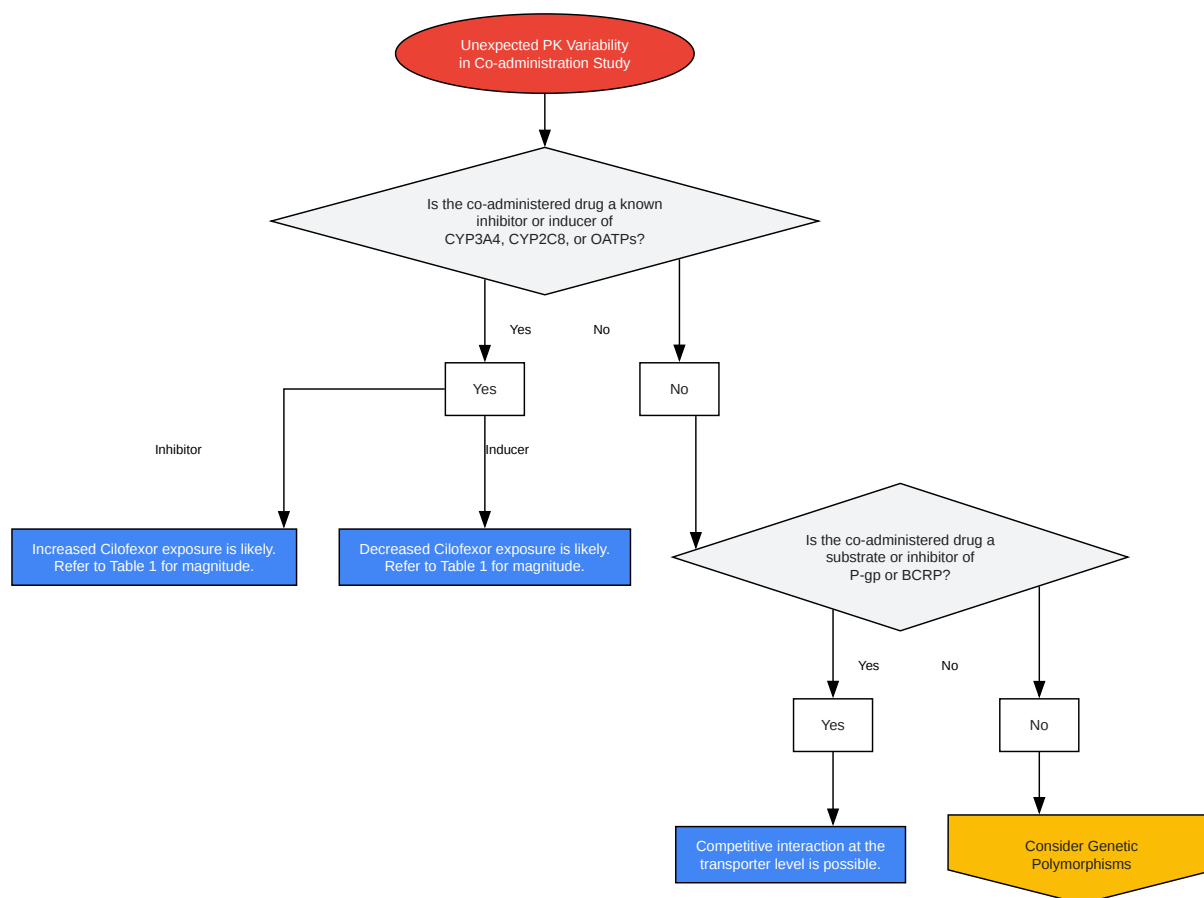 Unexpected PK Variability
in Co-administration Study
Is the co-administered drug a known
inhibitor or inducer of
CYP3A4, CYP2C8, or OATPs?
Yes
No
Yes
No
Inhibitor
Inducer
Increased Cilofexor exposure is likely.
Refer to Table 1 for magnitude.
Decreased Cilofexor exposure is likely.
Refer to Table 1 for magnitude.
Is the co-administered drug a
substrate or inhibitor of
P-gp or BCRP?
Yes
No
Yes
No
Competitive interaction at the
transporter level is possible.
Consider Genetic
Polymorphisms